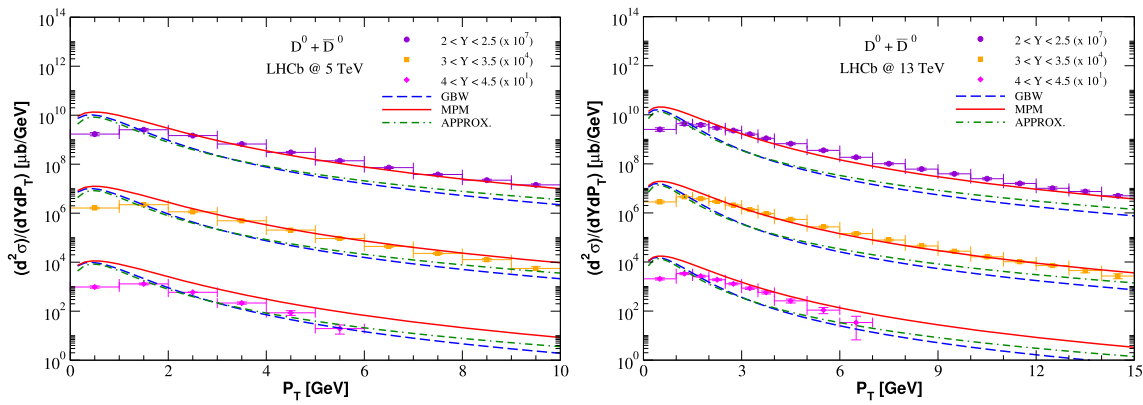 10^14
10^12
10^10
10^8
10^6
10^4
10^2
10^0
(d^2 σ)/(dYdP_T) [μb/GeV]
D^0 + D̅^0
LHCb @ 5 TeV
2 < Y < 2.5 (x 10^7)
3 < Y < 3.5 (x 10^4)
4 < Y < 4.5 (x 10^1)
GBW
MPM
APPROX.
0 2 4 6 8 10
P_T [GeV]
10^14
10^12
10^10
10^8
10^6
10^4
10^2
10^0
(d^2 σ)/(dYdP_T) [μb/GeV]
D^0 + D̅^0
LHCb @ 13 TeV
2 < Y < 2.5 (x 10^7)
3 < Y < 3.5 (x 10^4)
4 < Y < 4.5 (x 10^1)
GBW
MPM
APPROX.
0 3 6 9 12 15
P_T [GeV]